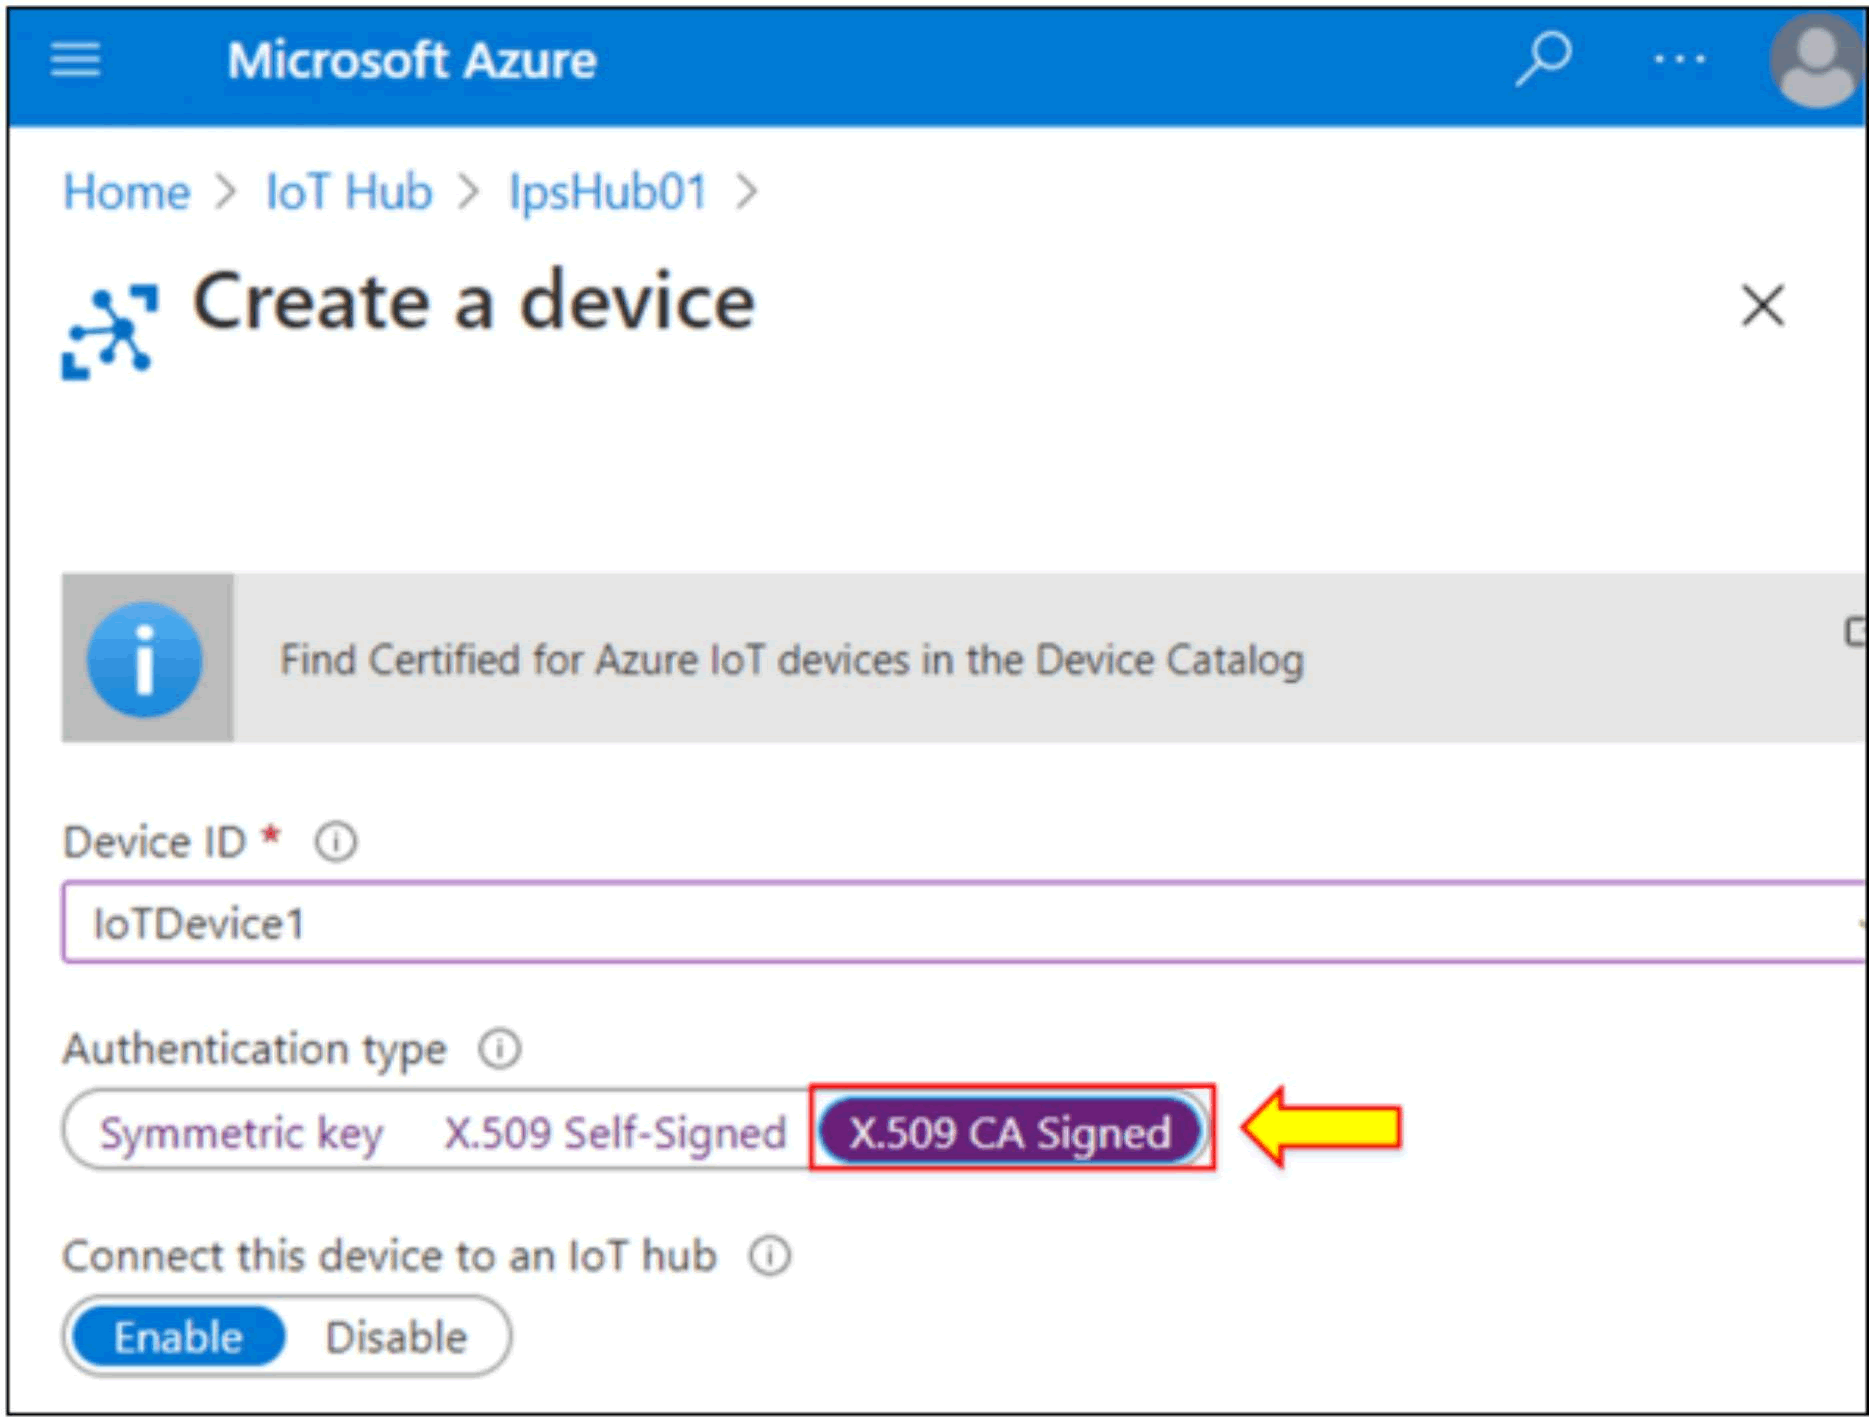 Microsoft Azure
Home > IoT Hub > IpsHub01 >
Create a device
Find Certified for Azure IoT devices in the Device Catalog
Device ID *
IoTDevice1
Authentication type
Symmetric key X.509 Self-Signed X.509 CA Signed
Connect this device to an IoT hub
Enable Disable